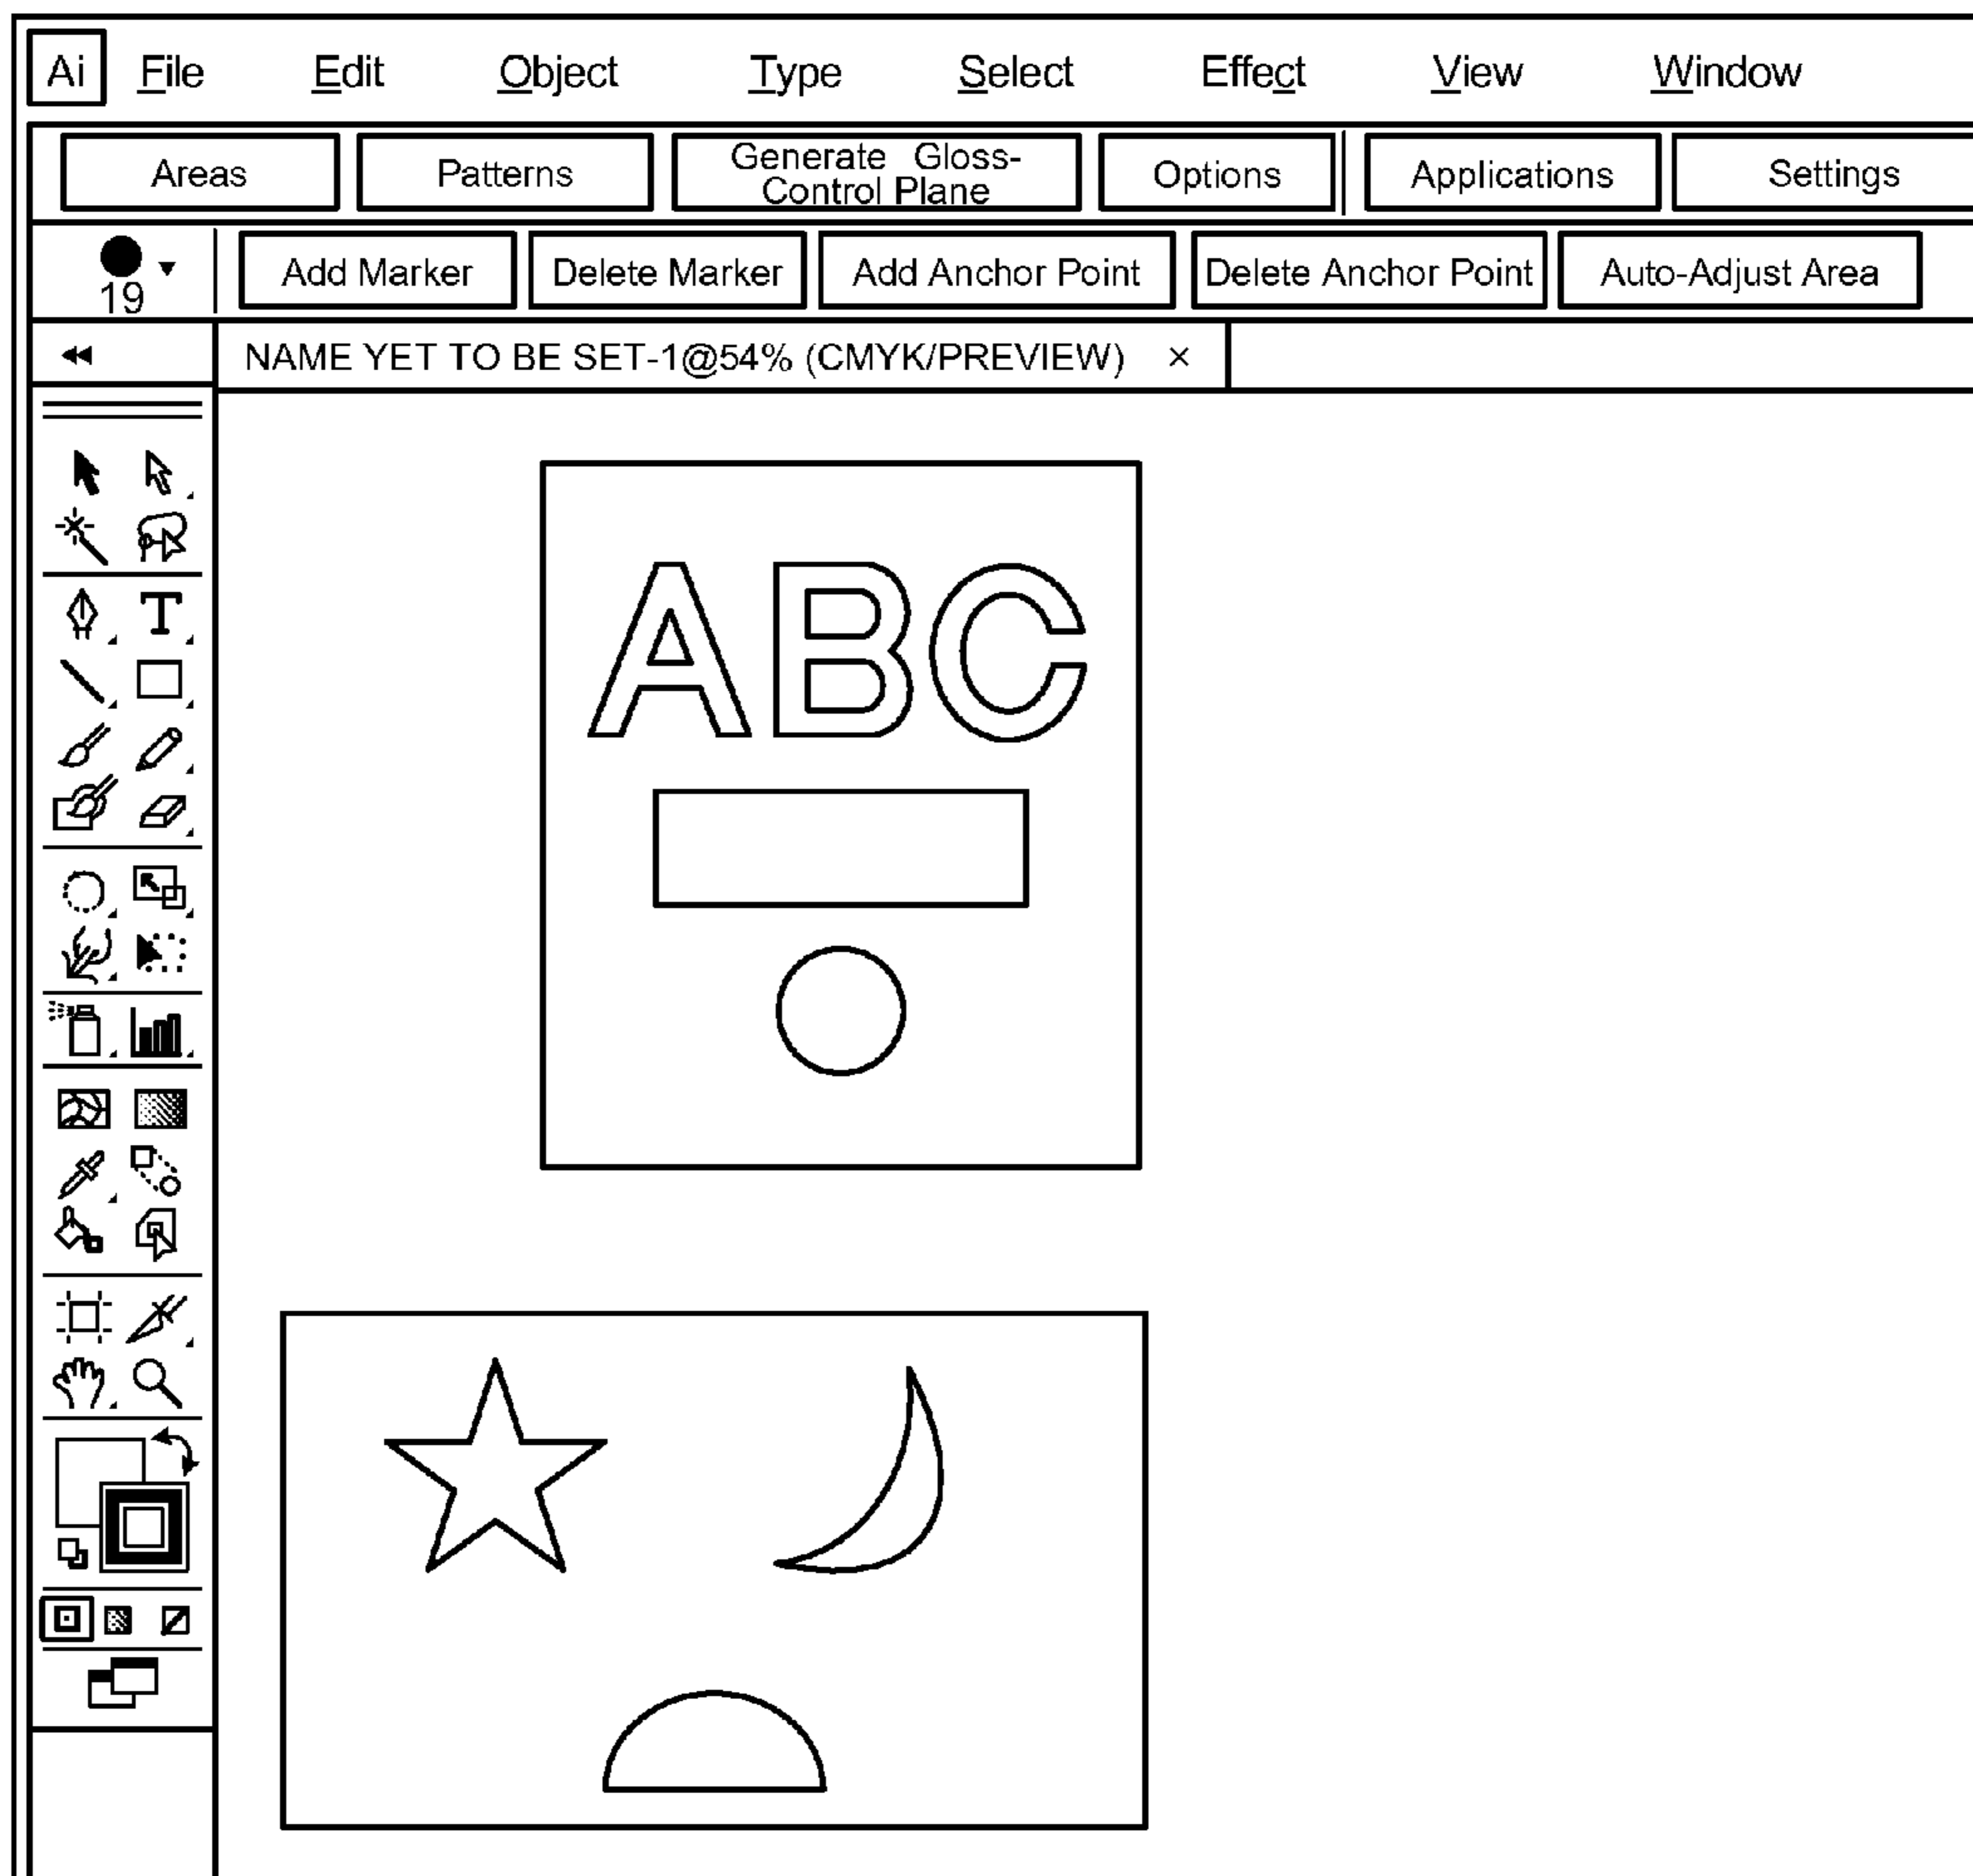 Ai File Edit Object Type Select Effect View Window
Areas Patterns Generate Gloss-
Control Plane Options Applications Settings
19 Add Marker Delete Marker Add Anchor Point Delete Anchor Point Auto-Adjust Area
NAME YET TO BE SET-1@54% (CMYK/PREVIEW) ×
T
ABC